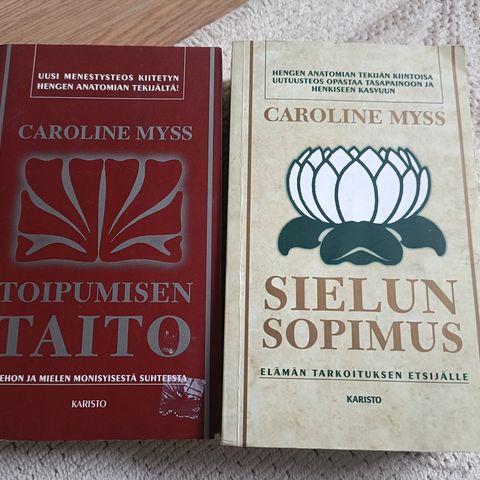 UUSI MENESTYSTEOS KIITETYN
HENGEN ANATOMIAN TEKIJÄLTÄ!
CAROLINE MYSS
TOIPUMISEN
TAITO
EHON JA MIELEN MONISYISESTÄ SUHTEESTA
KARISTO
HENGEN ANATOMIAN TEKIJÄN KIINTOISA
UUTUUSTEOS OPASTAA TASAPAINOON JA
HENKISEEN KASVUUN
CAROLINE MYSS
SIELUN
SOPIMUS
ELÄMÄN TARKOITUKSEN ETSIJÄLLE
KARISTO